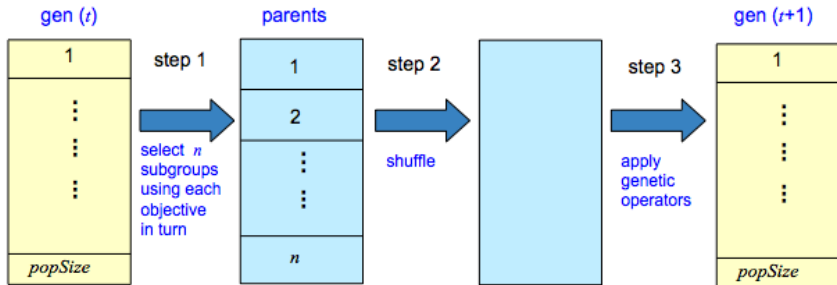 gen (t)
parents
gen (t+1)
1
step 1
1
step 2
step 3
1
2
select n
subgroups
using each
objective
in turn
shuffle
apply
genetic
operators
popSize
n
popSize